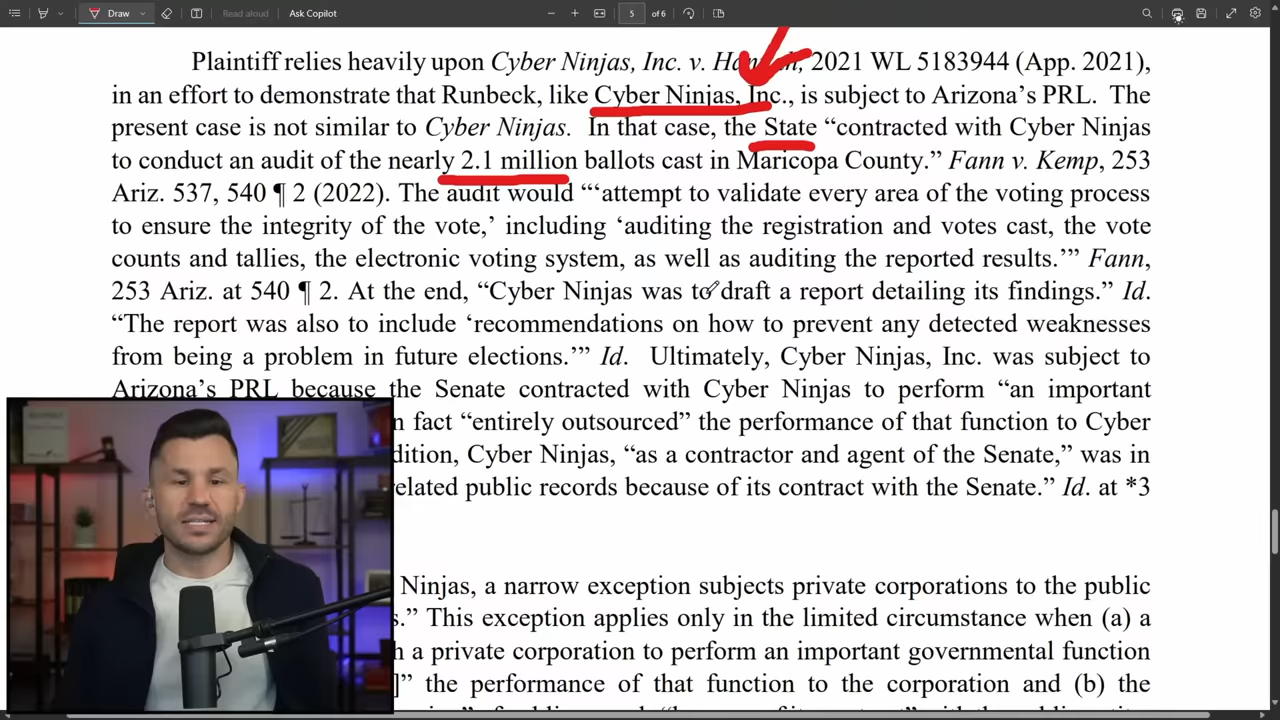 Draw
Read aloud
Ask Copilot
5 of 6
Plaintiff relies heavily upon Cyber Ninjas, Inc. v. 2021 WL 5183944 (App. 2021),
in an effort to demonstrate that Runbeck, like Cyber Ninjas, Inc., is subject to Arizona's PRL. The
present case is not similar to Cyber Ninjas. In that case, the State “contracted with Cyber Ninjas
to conduct an audit of the nearly 2.1 million ballots cast in Maricopa County.” Fann v. Kemp, 253
Ariz. 537, 540 ¶ 2 (2022). The audit would “‘attempt to validate every area of the voting process
to ensure the integrity of the vote,’ including ‘auditing the registration and votes cast, the vote
counts and tallies, the electronic voting system, as well as auditing the reported results.’” Fann,
253 Ariz. at 540 ¶ 2. At the end, “Cyber Ninjas was to draft a report detailing its findings.” Id.
“The report was also to include ‘recommendations on how to prevent any detected weaknesses
from being a problem in future elections.’” Id. Ultimately, Cyber Ninjas, Inc. was subject to
Arizona's PRL because the Senate contracted with Cyber Ninjas to perform “an important
n fact “entirely outsourced” the performance of that function to Cyber
dition, Cyber Ninjas, “as a contractor and agent of the Senate,” was in
related public records because of its contract with the Senate.” Id. at *3
Ninjas, a narrow exception subjects private corporations to the public
s.” This exception applies only in the limited circumstance when (a) a
h a private corporation to perform an important governmental function
]” the performance of that function to the corporation and (b) the